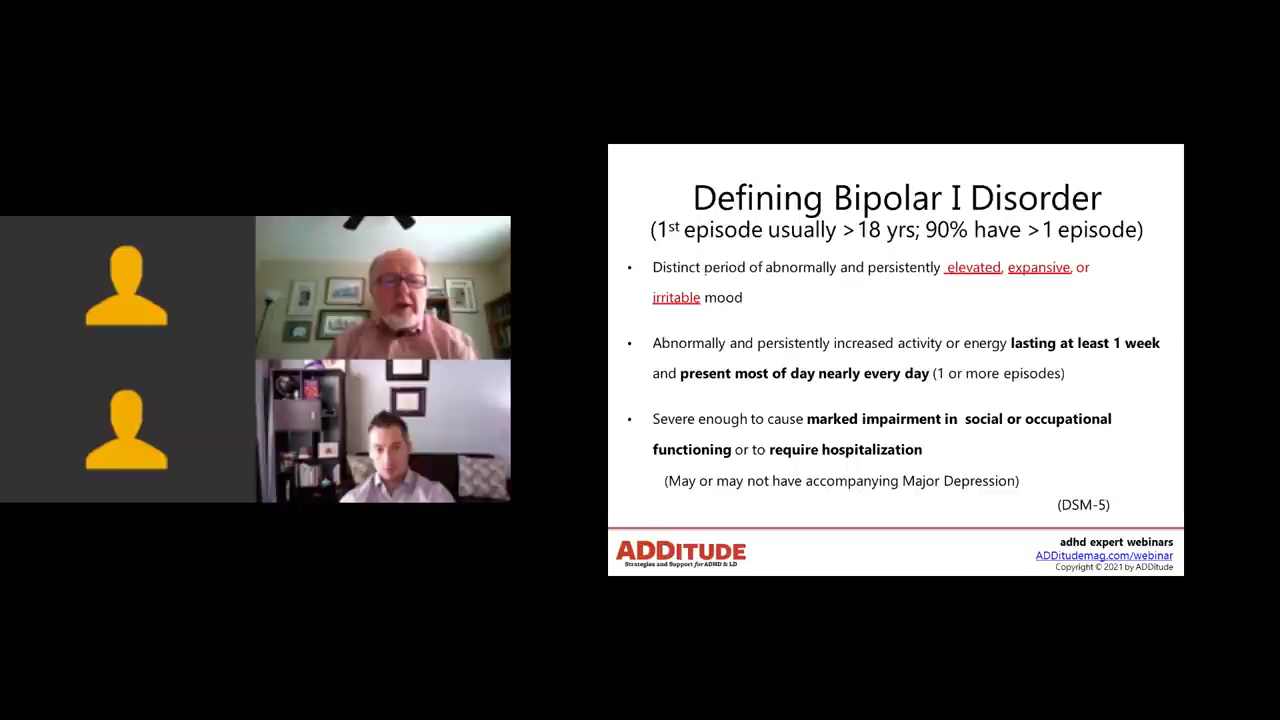 Defining Bipolar I Disorder
(1st episode usually >18 yrs; 90% have >1 episode)
• Distinct period of abnormally and persistently elevated, expansive, or
irritable mood
• Abnormally and persistently increased activity or energy lasting at least 1 week
and present most of day nearly every day (1 or more episodes)
• Severe enough to cause marked impairment in social or occupational
functioning or to require hospitalization
(May or may not have accompanying Major Depression)
(DSM-5)
ADDITUDE
Strategies and Support for ADHD & LD
adhd expert webinars
ADDitudemag.com/webinar
Copyright © 2021 by ADDitude